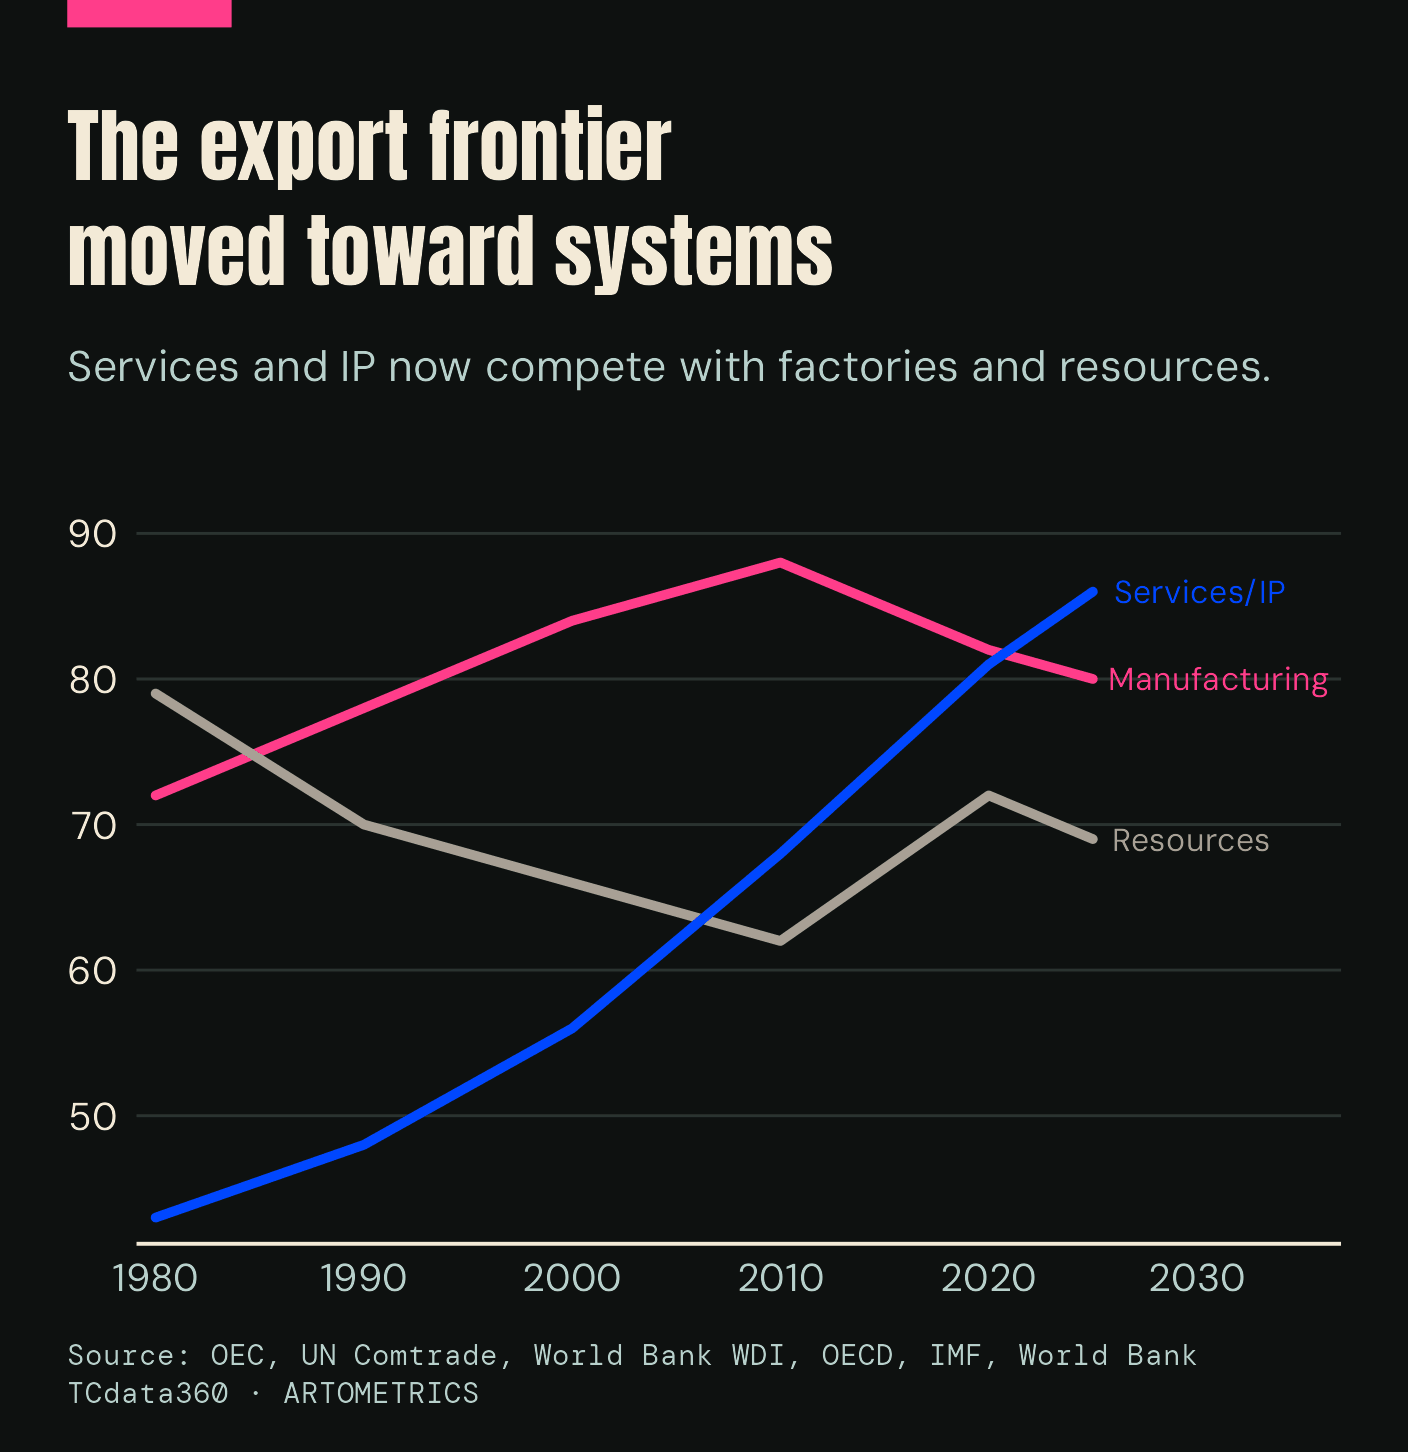 The export frontier
moved toward systems
Services and IP now compete with factories and resources.
90
80
70
60
50
Services/IP
Manufacturing
Resources
1980 1990 2000 2010 2020 2030
Source: OEC, UN Comtrade, World Bank WDI, OECD, IMF, World Bank
TCdata360 · ARTOMETRICS